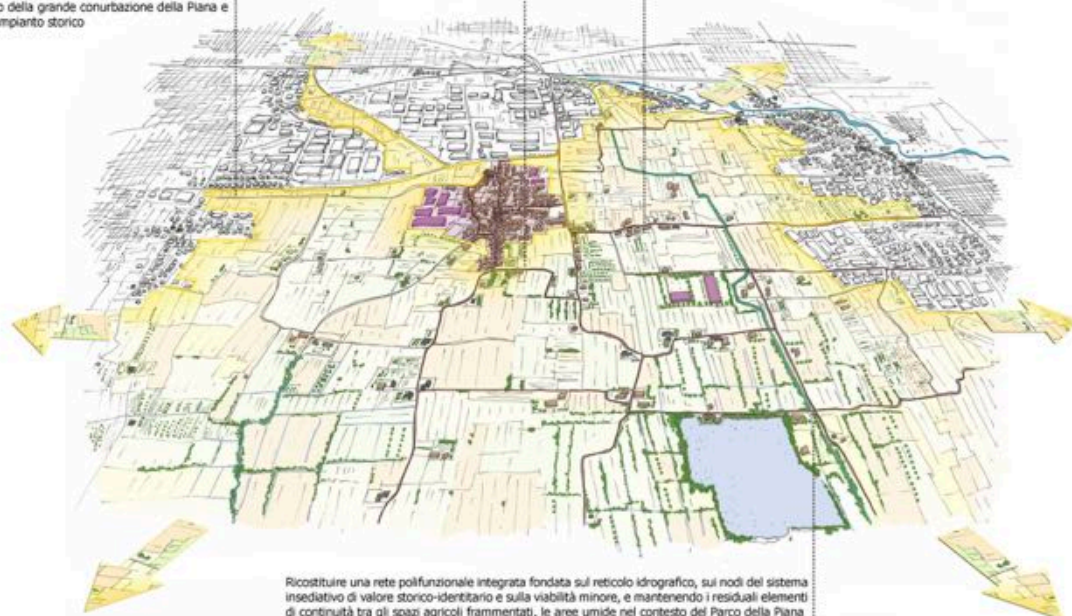 o della grande conurbazione della Piana e
mpianto storico
Ricostituire una rete polifunzionale integrata fondata sul reticolo idrografico, sui nodi del sistema
insediativo di valore storico-identitario e sulla viabilità minore, e mantenendo i residuali elementi
di continuità tra gli spazi agricoli frammentati, le aree umide nel contesto del Parco della Piana